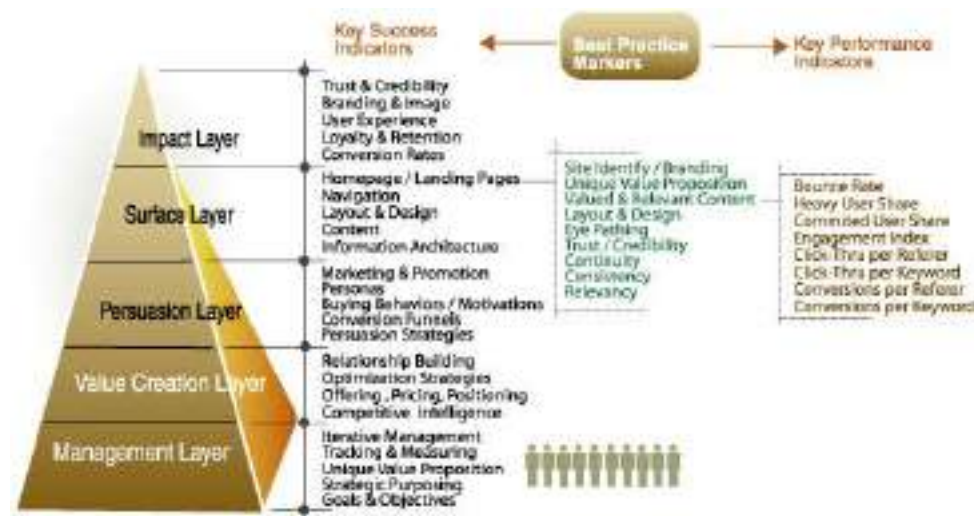 Key Success
Indicators
Best Practice
Markers
Key Performance
Indicators
Impact Layer
Trust & Credibility
Branding & Image
User Experience
Loyalty & Retention
Conversion Rates
Surface Layer
Homepage / Landing Pages
Navigation
Layout & Design
Content
Information Architecture
Persuasion Layer
Marketing & Promotion
Personas
Buying Behaviors / Motivations
Conversion Funnels
Persuasion Strategies
Value Creation Layer
Relationship Building
Optimization Strategies
Offering , Pricing, Positioning
Competitive Intelligence
Management Layer
Iterative Management
Tracking & Measuring
Unique Value Proposition
Strategic Purposing
Goals & Objectives
Site Identify / Branding
Unique Value Proposition
Valued & Relevant Content
Layout & Design
Eye Pathing
Trust / Credibility
Continuity
Consistency
Relevancy
Bounce Rate
Heavy User Share
Commited User Share
Engagement Index
Click-Thru per Referer
Click-Thru per Keyword
Conversions per Referer
Conversions per Keyword